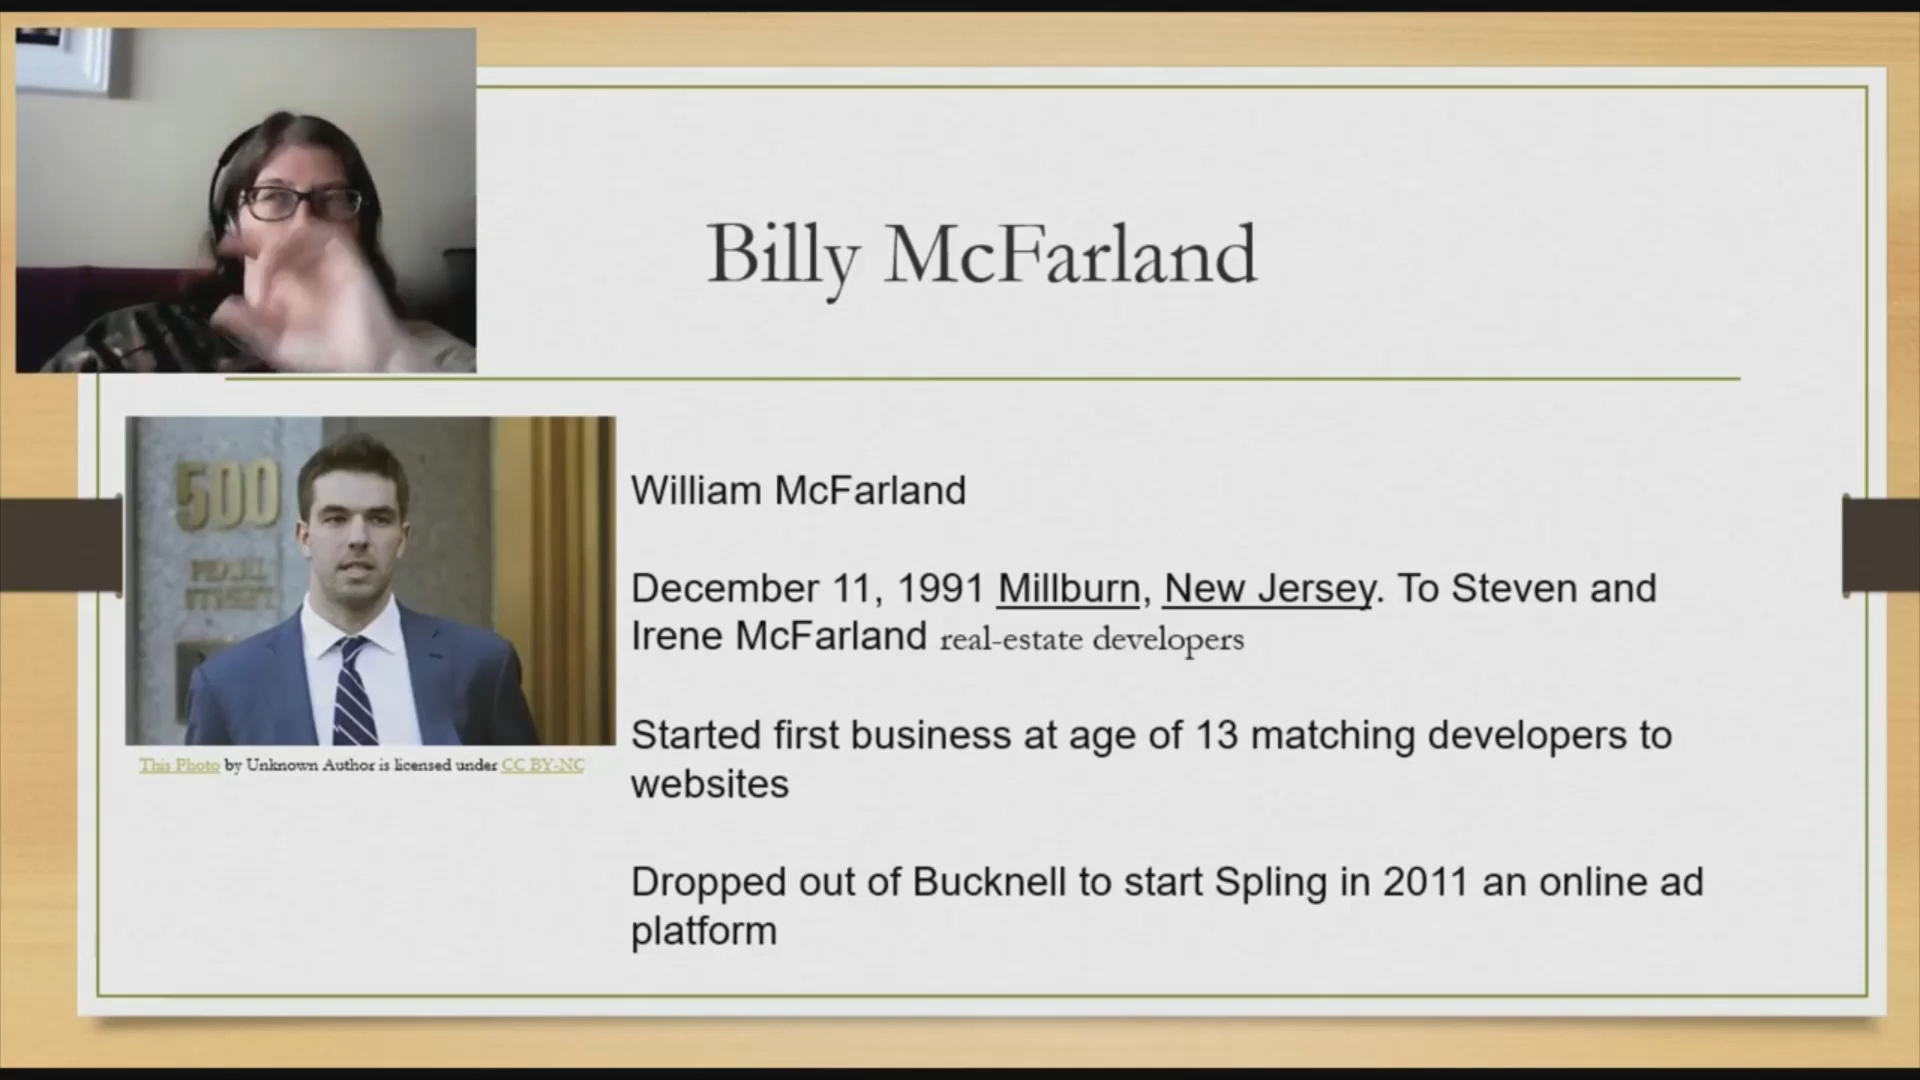 Billy McFarland
500
PEARL
STREET
William McFarland
December 11, 1991 Millburn, New Jersey. To Steven and
Irene McFarland real-estate developers
Started first business at age of 13 matching developers to
websites
Dropped out of Bucknell to start Spling in 2011 an online ad
platform
This Photo by Unknown Author is licensed under CC BY-NC